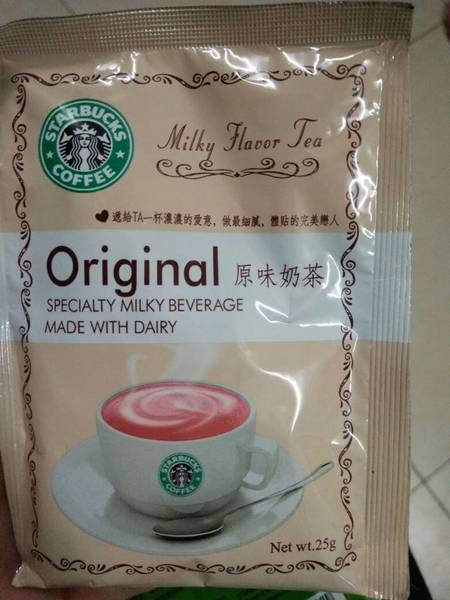 STARBUCKS
COFFEE
Milky Flavor Tea
遞給TA一杯濃濃的愛意，做最細膩，體貼的完美戀人
Original 原味奶茶
SPECIALTY MILKY BEVERAGE
MADE WITH DAIRY
STARBUCKS
COFFEE
Net wt.25g